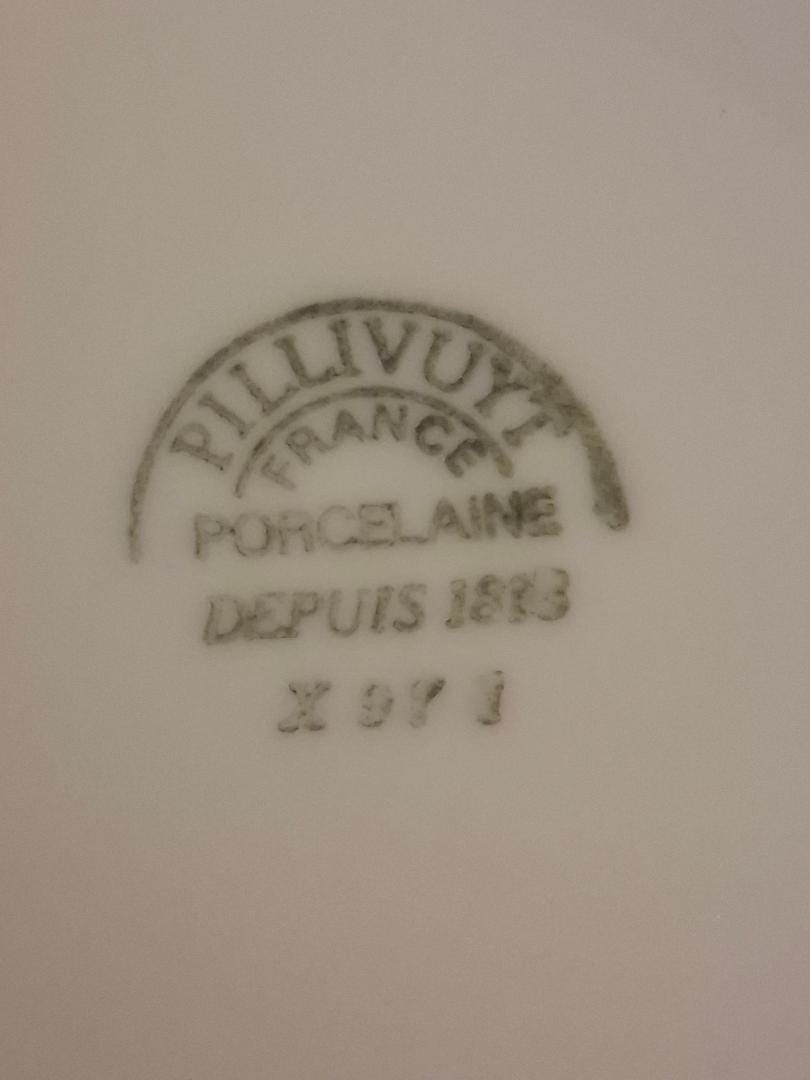 PILLIVUYT
FRANCE
PORCELAINE
DEPUIS 1818
X